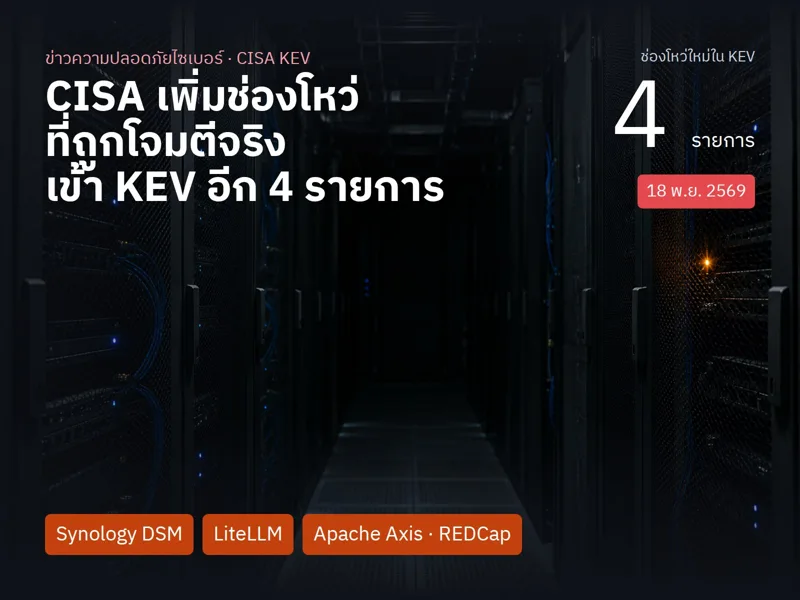 ข่าวความปลอดภัยไซเบอร์ · CISA KEV
CISA เพิ่มช่องโหว่
ที่ถูกโจมตีจริง
เข้า KEV อีก 4 รายการ
ช่องโหว่ใหม่ใน KEV
4 รายการ
18 พ.ย. 2569
Synology DSM
LiteLLM
Apache Axis · REDCap